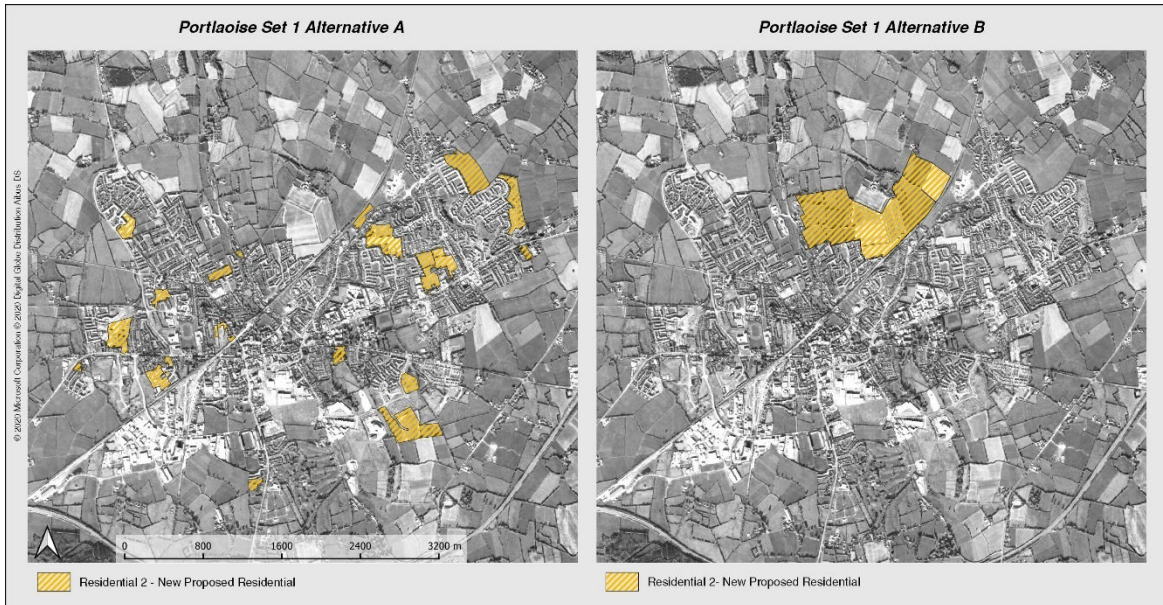 Portlaoise Set 1 Alternative A
Portlaoise Set 1 Alternative B
© 2020 Microsoft Corporation © 2020 Digital Globe Distribution Aibus DS
0 800 1600 2400 3200 m
Residential 2 - New Proposed Residential
Residential 2- New Proposed Residential